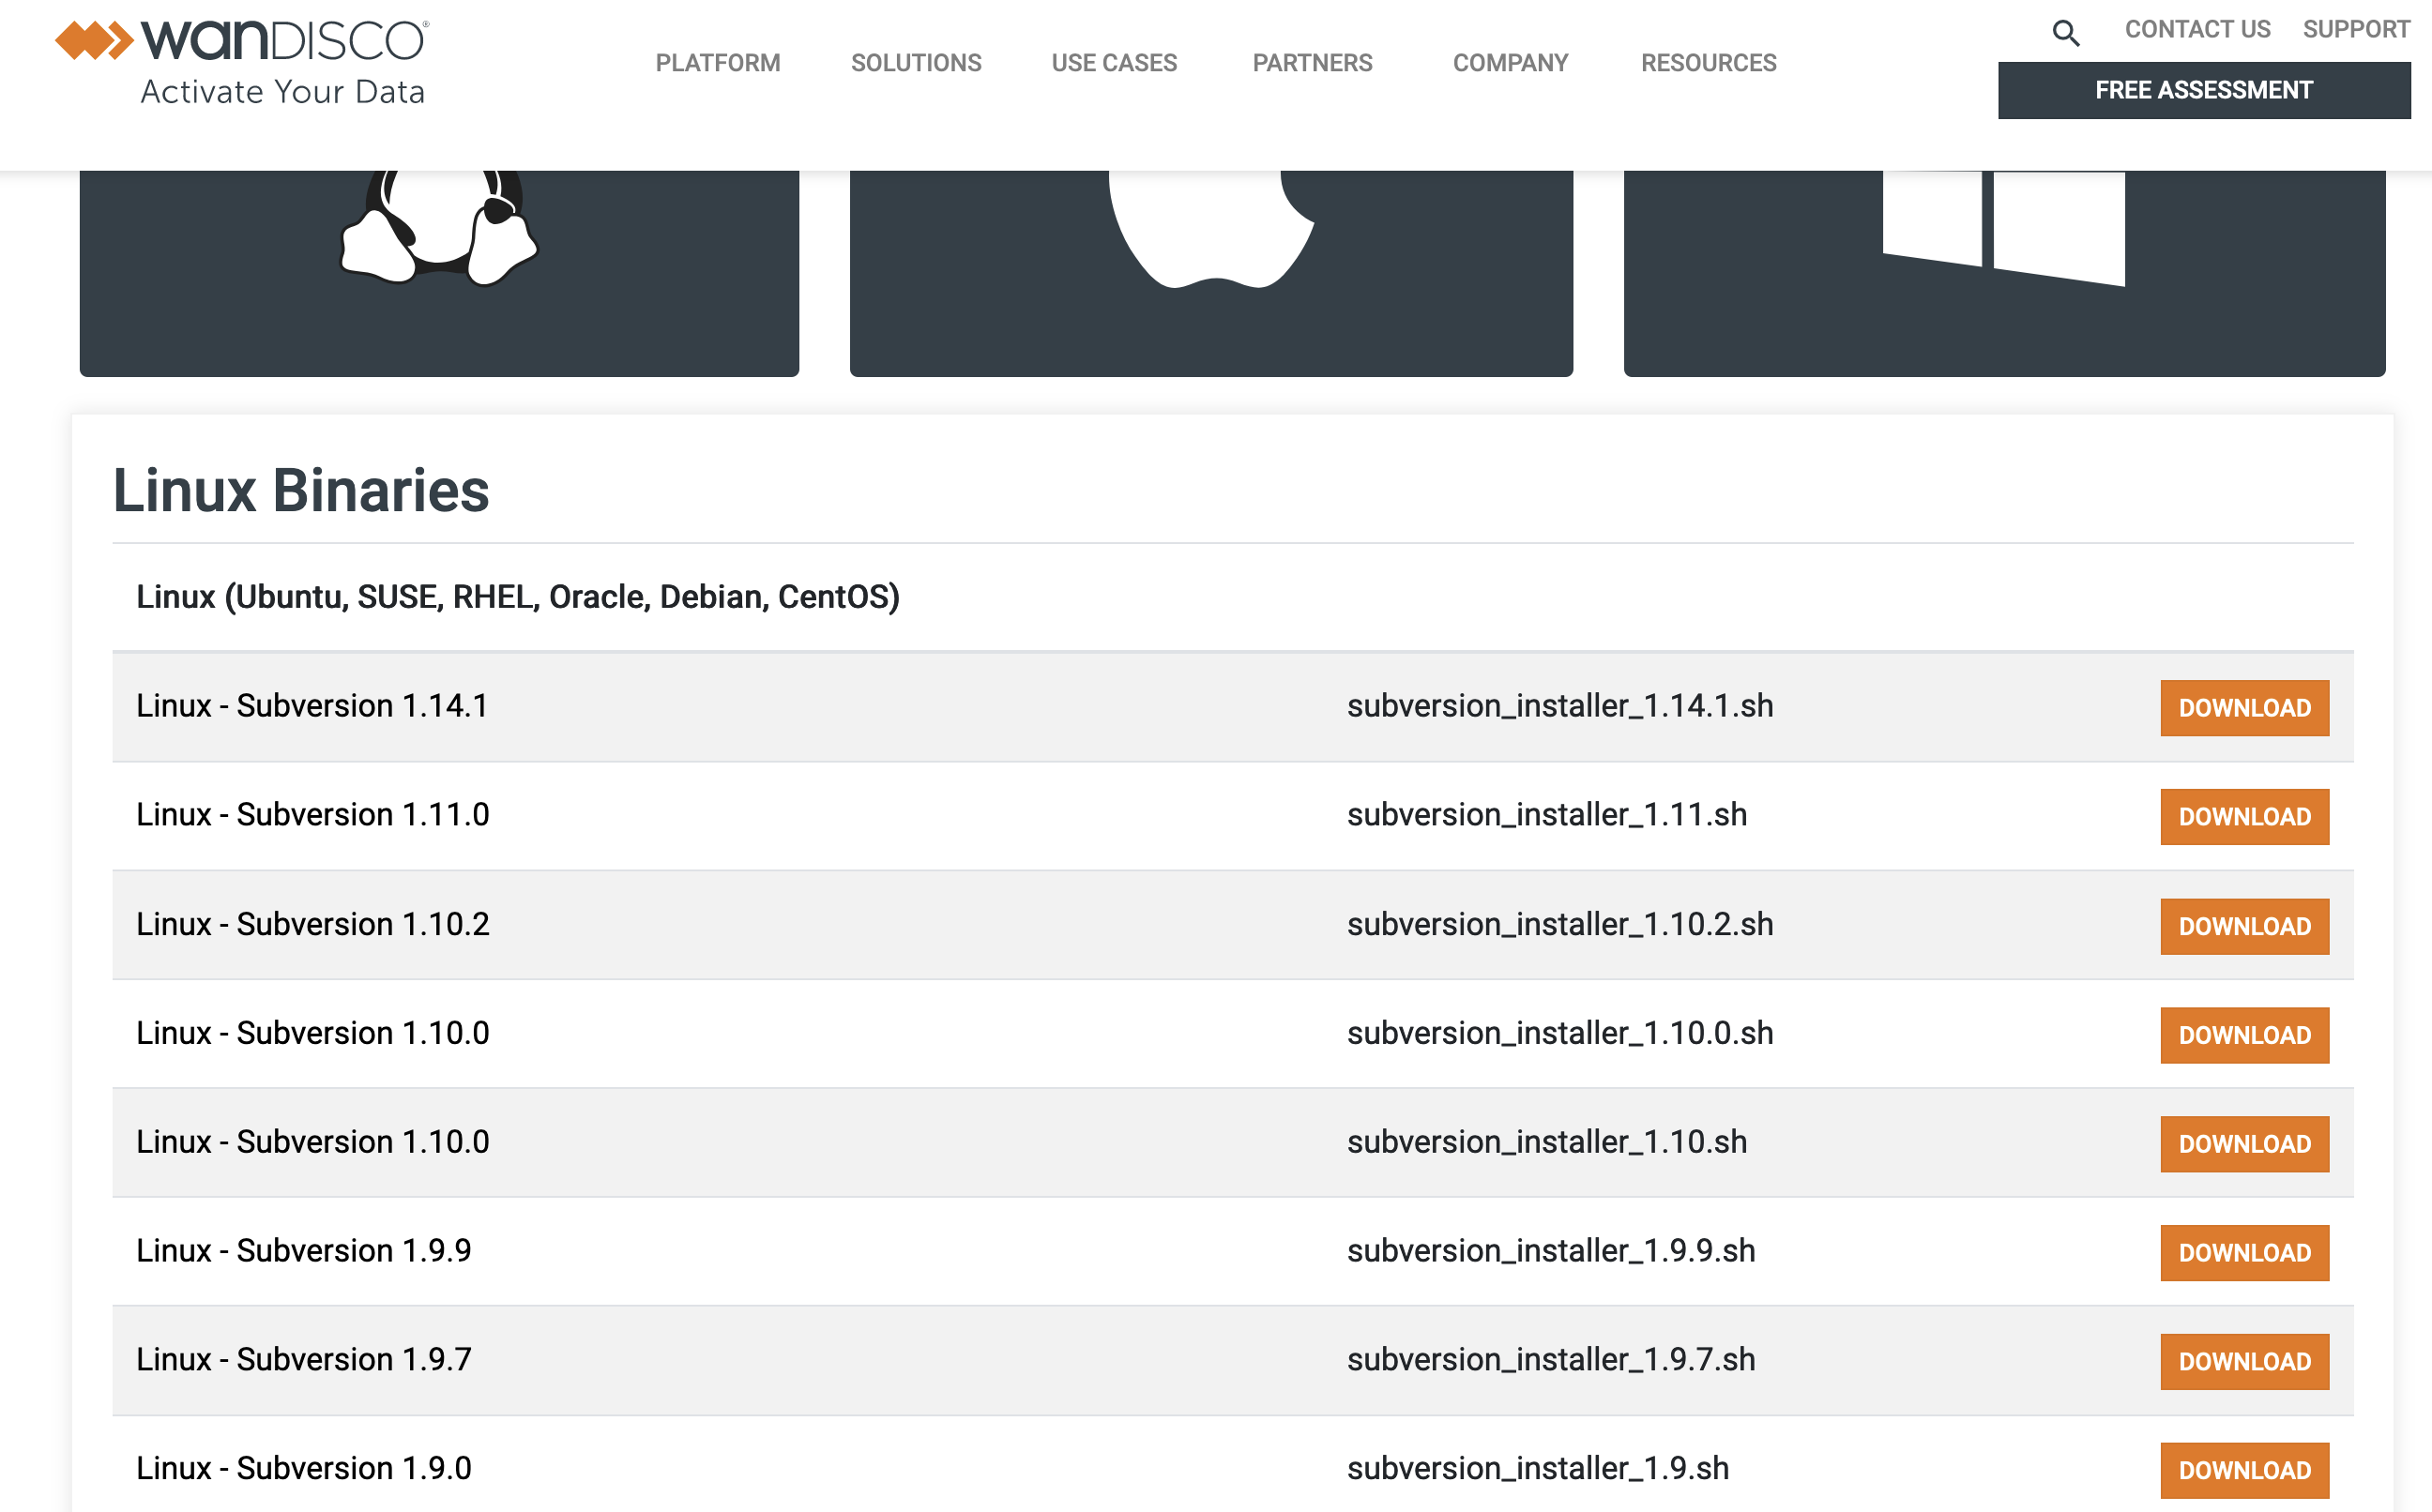 wanDISCO®
Activate Your Data
PLATFORM SOLUTIONS USE CASES PARTNERS COMPANY RESOURCES
CONTACT US SUPPORT
FREE ASSESSMENT
Linux Binaries
Linux (Ubuntu, SUSE, RHEL, Oracle, Debian, CentOS)
Linux - Subversion 1.14.1 subversion_installer_1.14.1.sh DOWNLOAD
Linux - Subversion 1.11.0 subversion_installer_1.11.sh DOWNLOAD
Linux - Subversion 1.10.2 subversion_installer_1.10.2.sh DOWNLOAD
Linux - Subversion 1.10.0 subversion_installer_1.10.0.sh DOWNLOAD
Linux - Subversion 1.10.0 subversion_installer_1.10.sh DOWNLOAD
Linux - Subversion 1.9.9 subversion_installer_1.9.9.sh DOWNLOAD
Linux - Subversion 1.9.7 subversion_installer_1.9.7.sh DOWNLOAD
Linux - Subversion 1.9.0 subversion_installer_1.9.sh DOWNLOAD